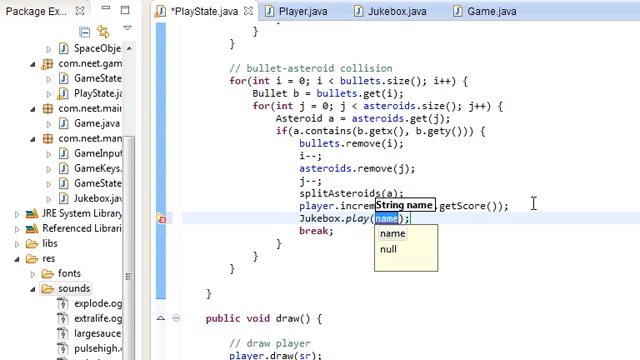 Package Ex...
*PlayState.java
Player.java
Jukebox.java
Game.java
SpaceObj
com.neet.gam
GameState
PlayState.
com.neet.mai
Game.java
com.neet.mai
GameInput
GameKeys.
GameState
Jukebox.ja
JRE System Library
Referenced Librari
libs
res
fonts
sounds
explode.og
extralife.og
largesauce
pulsehigh.
}
}
// bullet-asteroid collision
for(int i = 0; i < bullets.size(); i++) {
Bullet b = bullets.get(i);
for(int j = 0; j < asteroids.size(); j++) {
Asteroid a = asteroids.get(j);
if(a.contains(b.getx(), b.gety())) {
bullets.remove(i);
i--;
asteroids.remove(j);
j--;
splitAsteroids(a);
player.increm
String name
.getScore());
Jukebox.play(name);
name
null
break;
}
}
}
}
public void draw() {
// draw player
player.draw(sr);